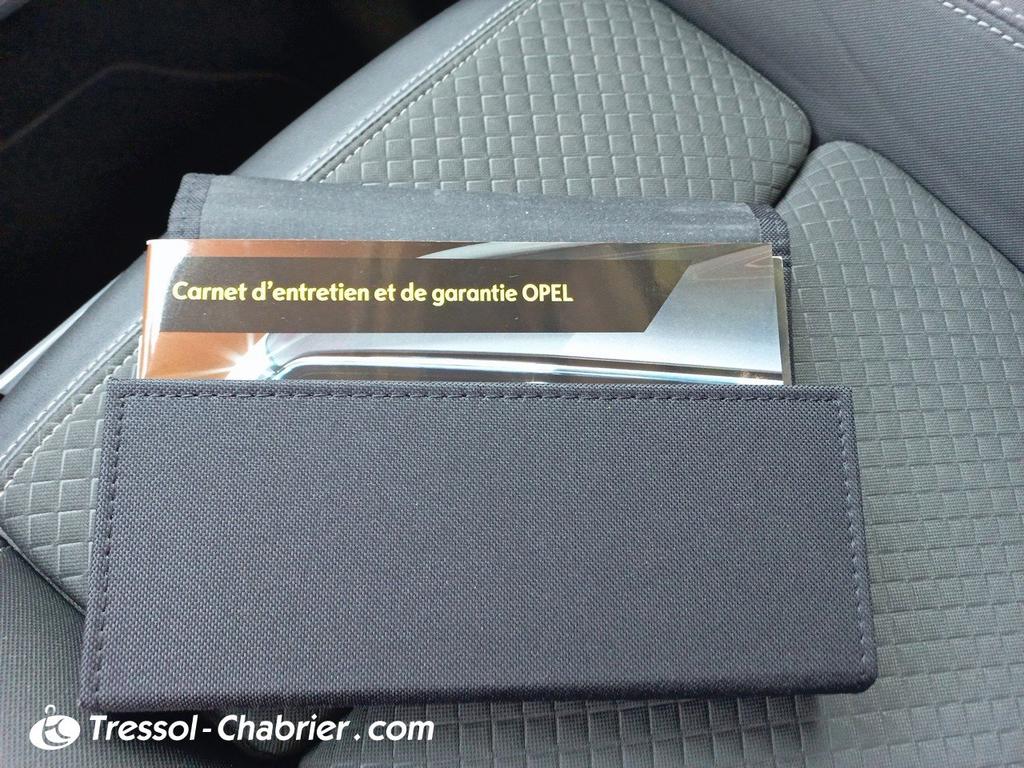 Carnet d'entretien et de garantie OPEL
Tressol-Chabrier.com